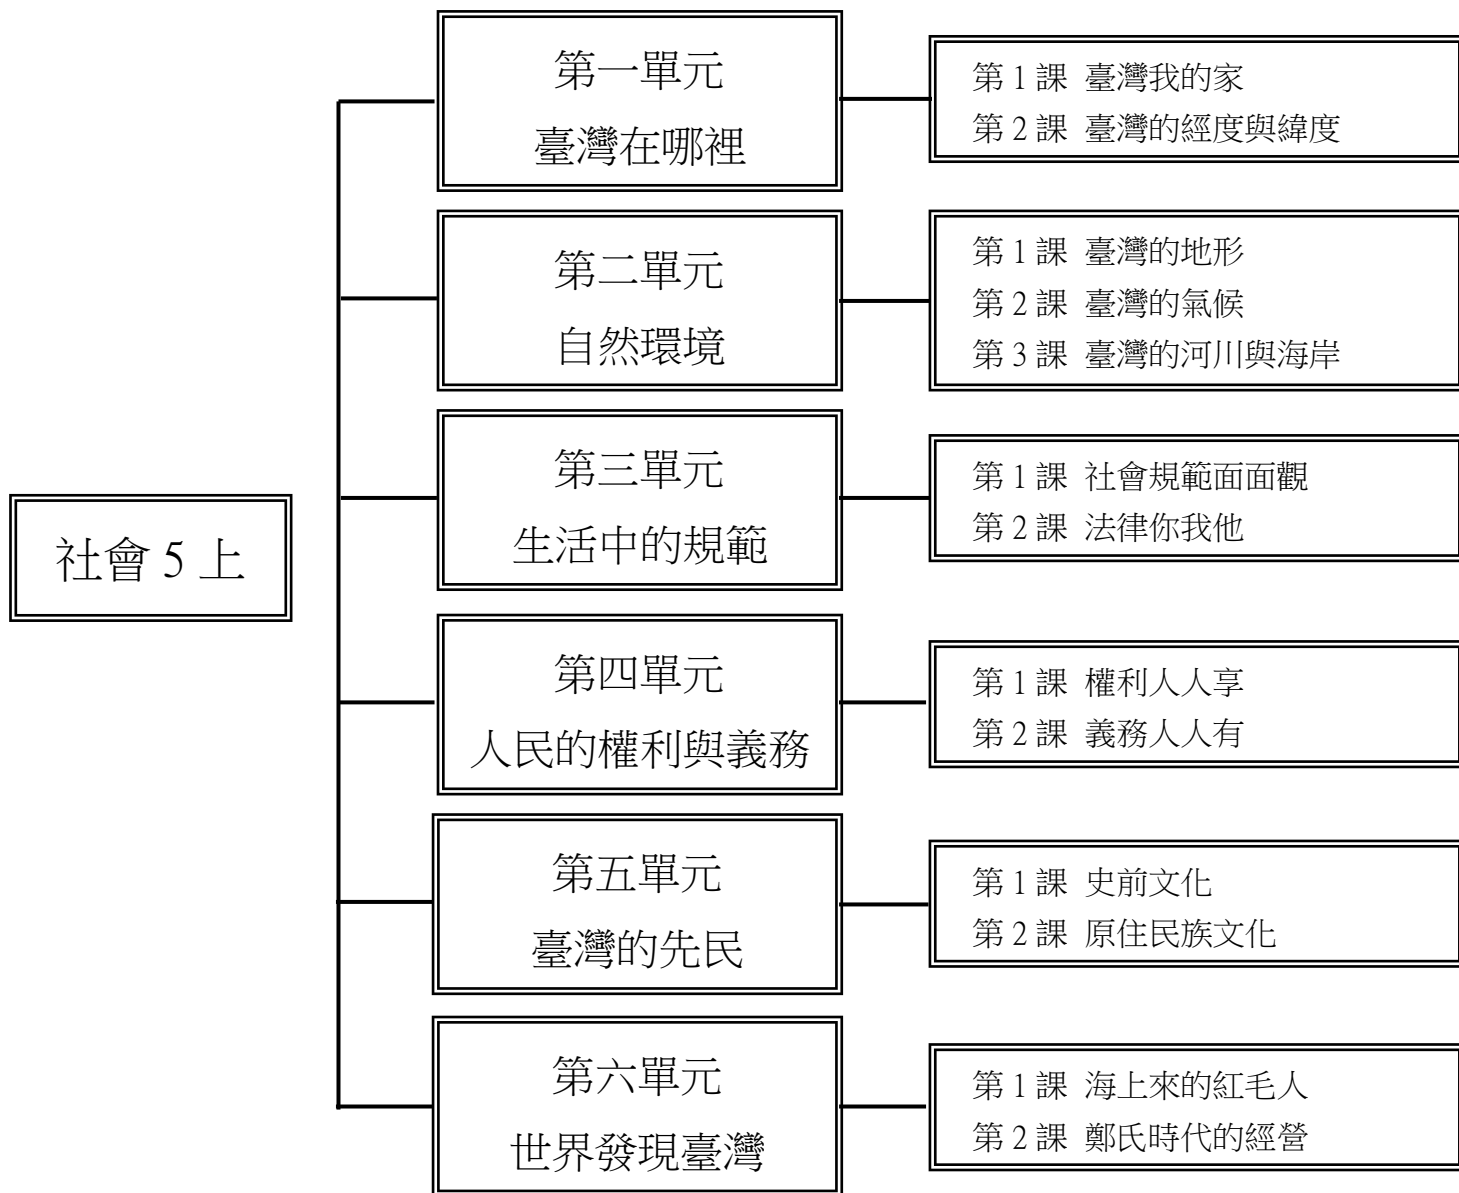 社會 5 上
第一單元
臺灣在哪裡
第 1 課 臺灣我的家
第 2 課 臺灣的經度與緯度
第二單元
自然環境
第 1 課 臺灣的地形
第 2 課 臺灣的氣候
第 3 課 臺灣的河川與海岸
第三單元
生活中的規範
第 1 課 社會規範面面觀
第 2 課 法律你我他
第四單元
人民的權利與義務
第 1 課 權利人人享
第 2 課 義務人人有
第五單元
臺灣的先民
第 1 課 史前文化
第 2 課 原住民族文化
第六單元
世界發現臺灣
第 1 課 海上來的紅毛人
第 2 課 鄭氏時代的經營